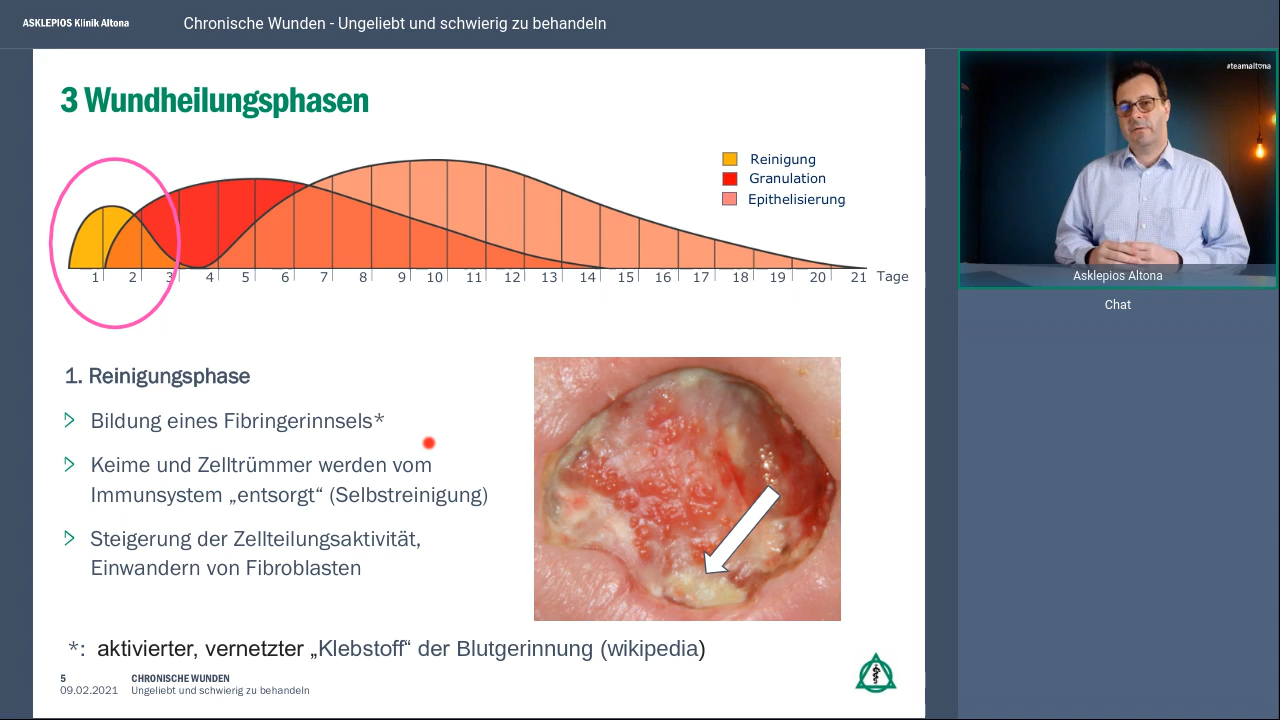 ASKLEPIOS Klinik Altona
Chronische Wunden - Ungeliebt und schwierig zu behandeln
3 Wundheilungsphasen
Reinigung
Granulation
Epithelisierung
1 2 3 4 5 6 7 8 9 10 11 12 13 14 15 16 17 18 19 20 21 Tage
1. Reinigungsphase
Bildung eines Fibringerinnsels*
Keime und Zelltrümmer werden vom
Immunsystem „entsorgt“ (Selbstreinigung)
Steigerung der Zellteilungsaktivität,
Einwandern von Fibroblasten
*: aktivierter, vernetzter „Klebstoff“ der Blutgerinnung (wikipedia)
5 CHRONISCHE WUNDEN
09.02.2021 Ungeliebt und schwierig zu behandeln
#teamaltona
Asklepios Altona
Chat